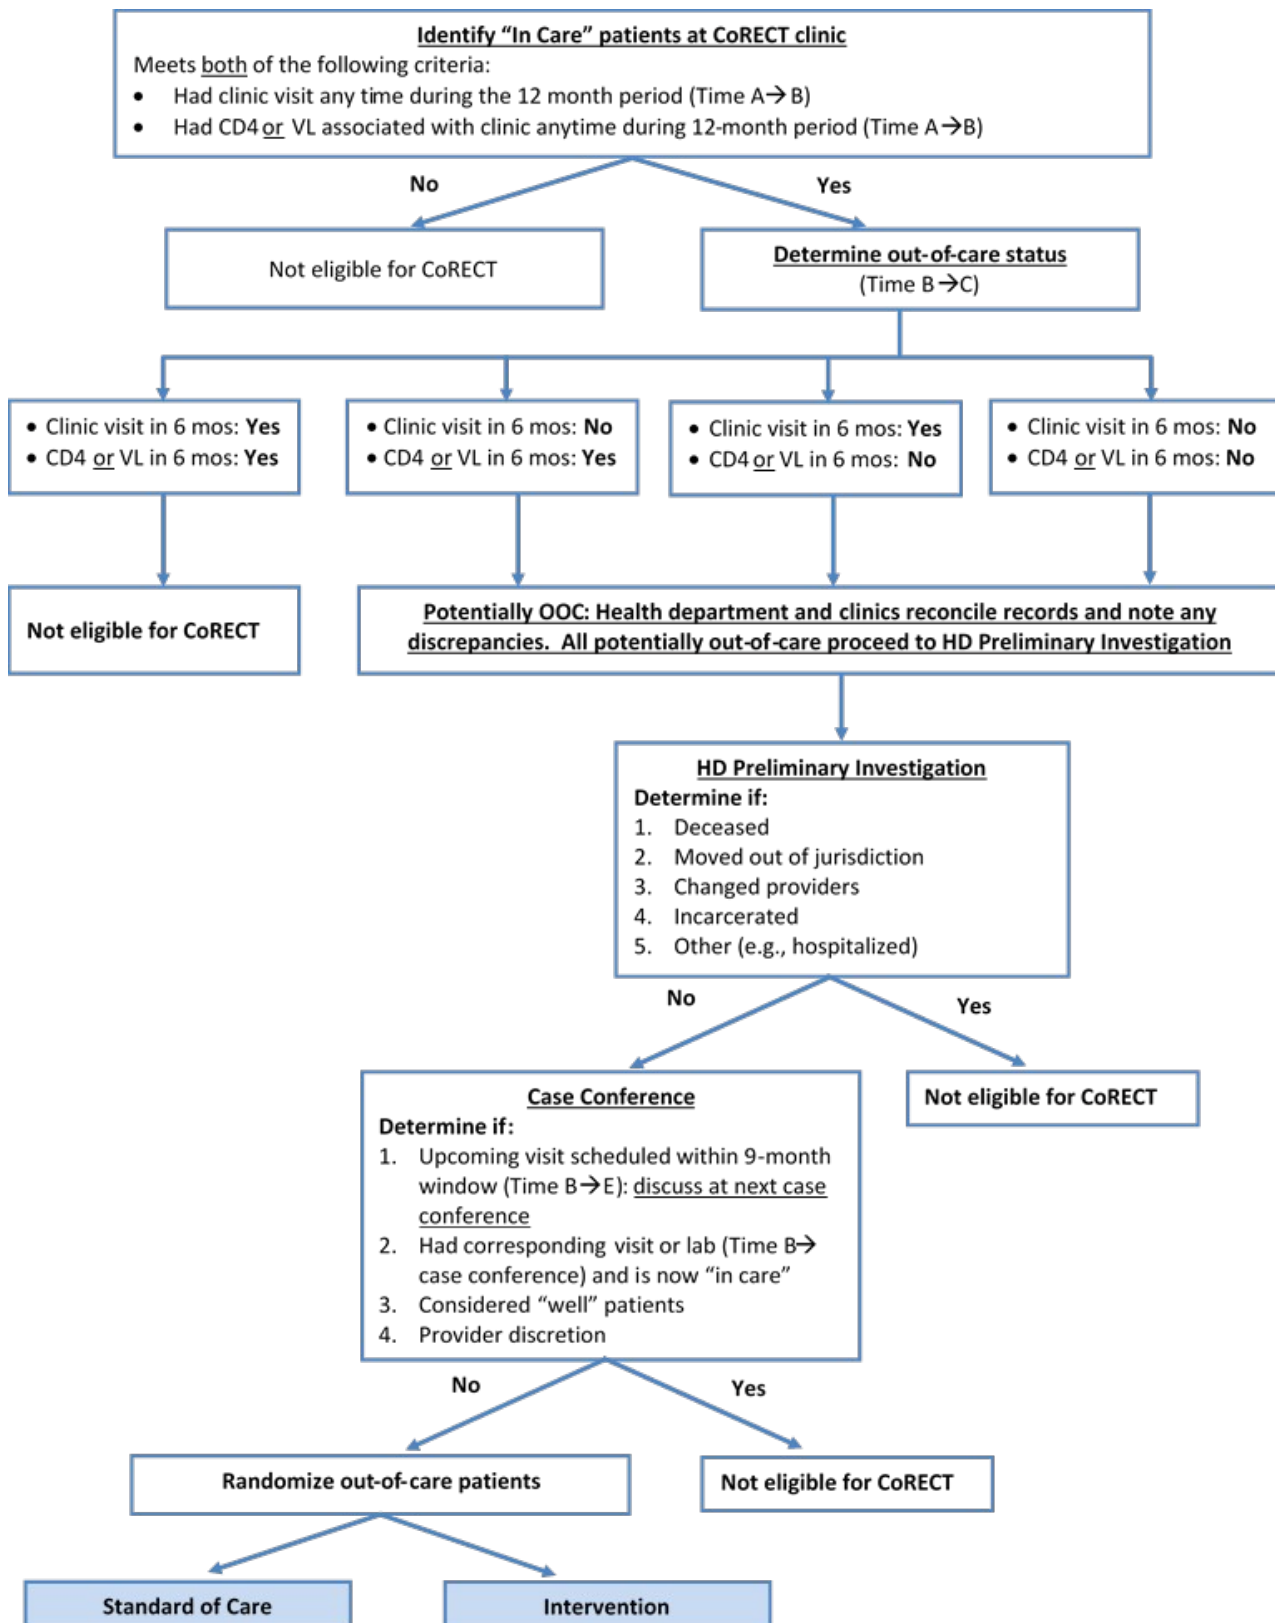 Identify “In Care” patients at CoRECT clinic
Meets both of the following criteria:
• Had clinic visit any time during the 12 month period (Time A→B)
• Had CD4 or VL associated with clinic anytime during 12-month period (Time A→B)
No
Yes
Not eligible for CoRECT
Determine out-of-care status
(Time B→C)
• Clinic visit in 6 mos: Yes
• CD4 or VL in 6 mos: Yes
• Clinic visit in 6 mos: No
• CD4 or VL in 6 mos: Yes
• Clinic visit in 6 mos: Yes
• CD4 or VL in 6 mos: No
• Clinic visit in 6 mos: No
• CD4 or VL in 6 mos: No
Not eligible for CoRECT
Potentially OOC: Health department and clinics reconcile records and note any
discrepancies. All potentially out-of-care proceed to HD Preliminary Investigation
HD Preliminary Investigation
Determine if:
1. Deceased
2. Moved out of jurisdiction
3. Changed providers
4. Incarcerated
5. Other (e.g., hospitalized)
No
Yes
Not eligible for CoRECT
Case Conference
Determine if:
1. Upcoming visit scheduled within 9-month
window (Time B→E): discuss at next case
conference
2. Had corresponding visit or lab (Time B→
case conference) and is now “in care”
3. Considered “well” patients
4. Provider discretion
No
Yes
Randomize out-of-care patients
Not eligible for CoRECT
Standard of Care
Intervention